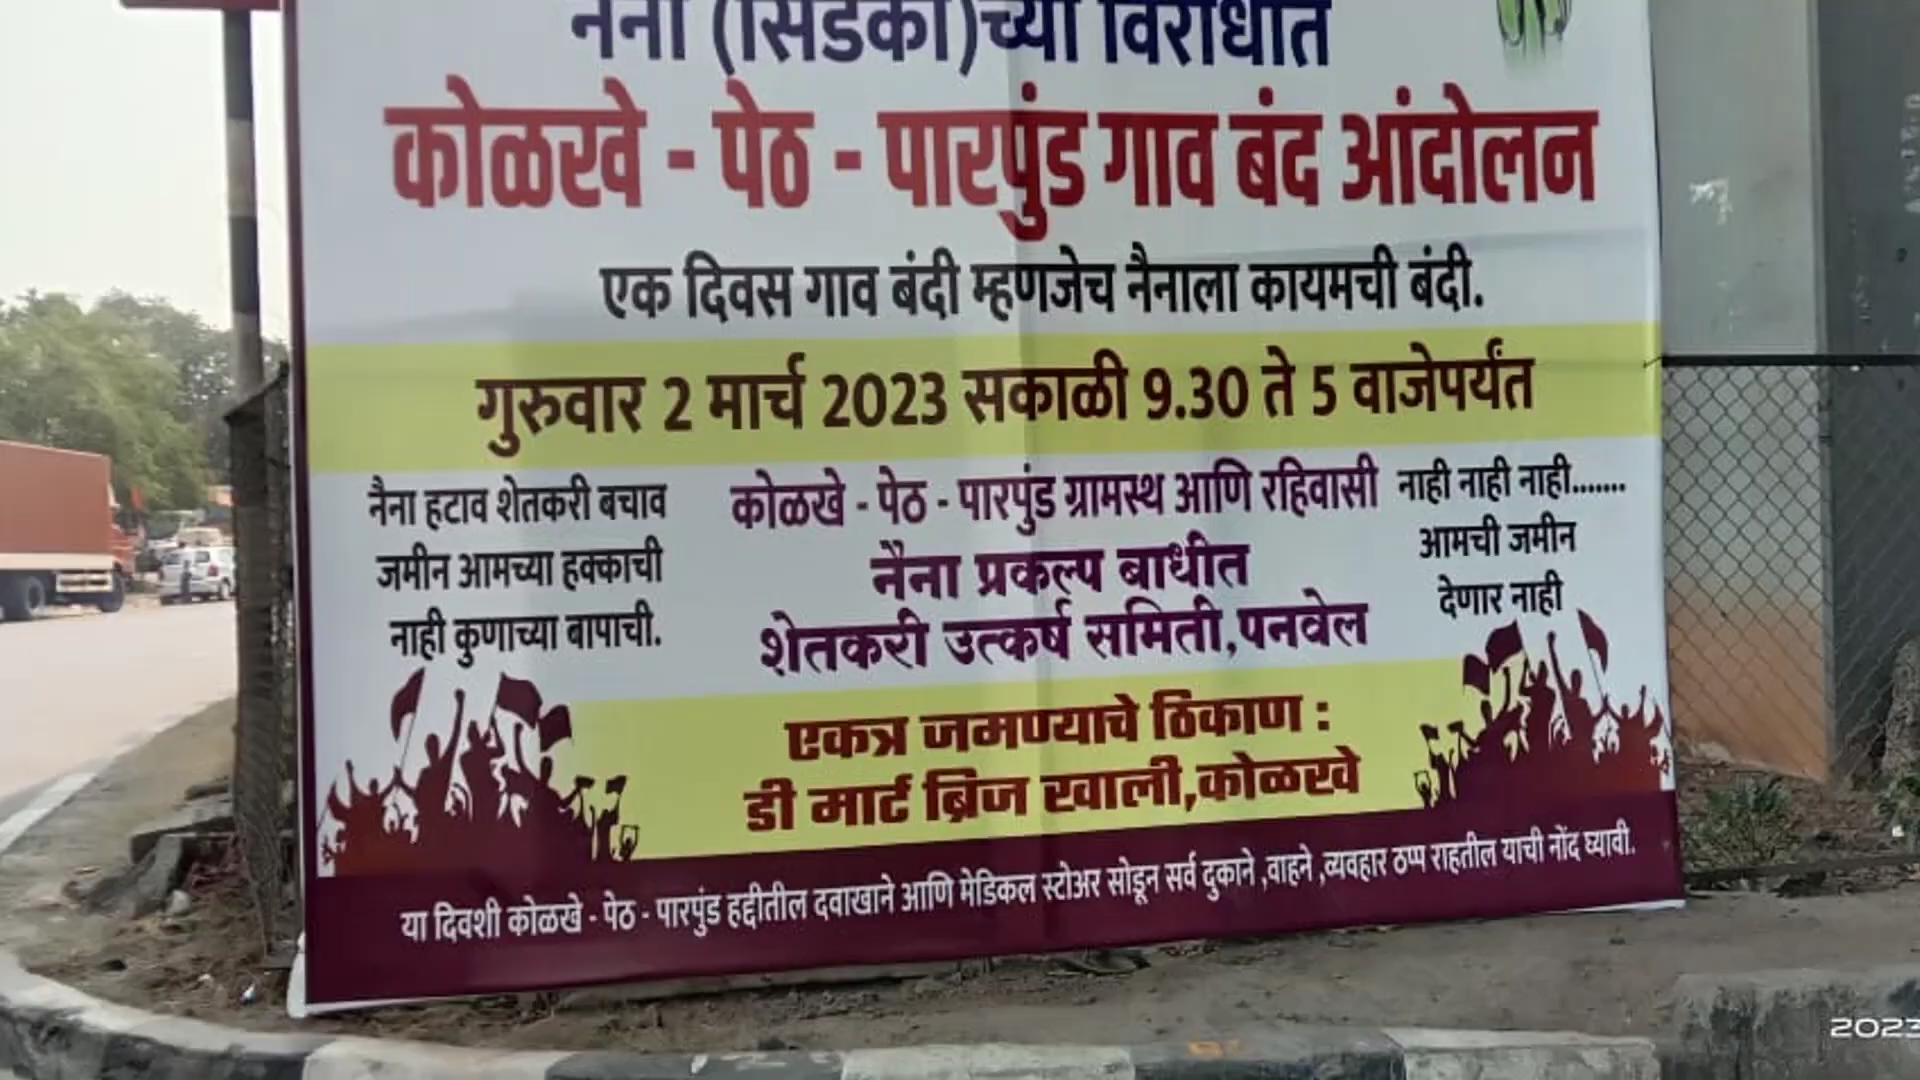 नैना (सिडको)च्या विरोधात
कोळखे - पेठ - पारपुंड गाव बंद आंदोलन
एक दिवस गाव बंदी म्हणजेच नैनाला कायमची बंदी.
गुरुवार 2 मार्च 2023 सकाळी 9.30 ते 5 वाजेपर्यंत
नैना हटाव शेतकरी बचाव
जमीन आमच्या हक्काची
नाही कुणाच्या बापाची.
कोळखे - पेठ - पारपुंड ग्रामस्थ आणि रहिवासी
नैना प्रकल्प बाधीत
शेतकरी उत्कर्ष समिती,पनवेल
नाही नाही नाही.......
आमची जमीन
देणार नाही
एकत्र जमण्याचे ठिकाण :
डी मार्ट ब्रिज खाली,कोळखे
या दिवशी कोळखे - पेठ - पारपुंड हद्दीतील दवाखाने आणि मेडिकल स्टोअर सोडून सर्व दुकाने ,वाहने ,व्यवहार ठप्प राहतील याची नोंद घ्यावी.
2023